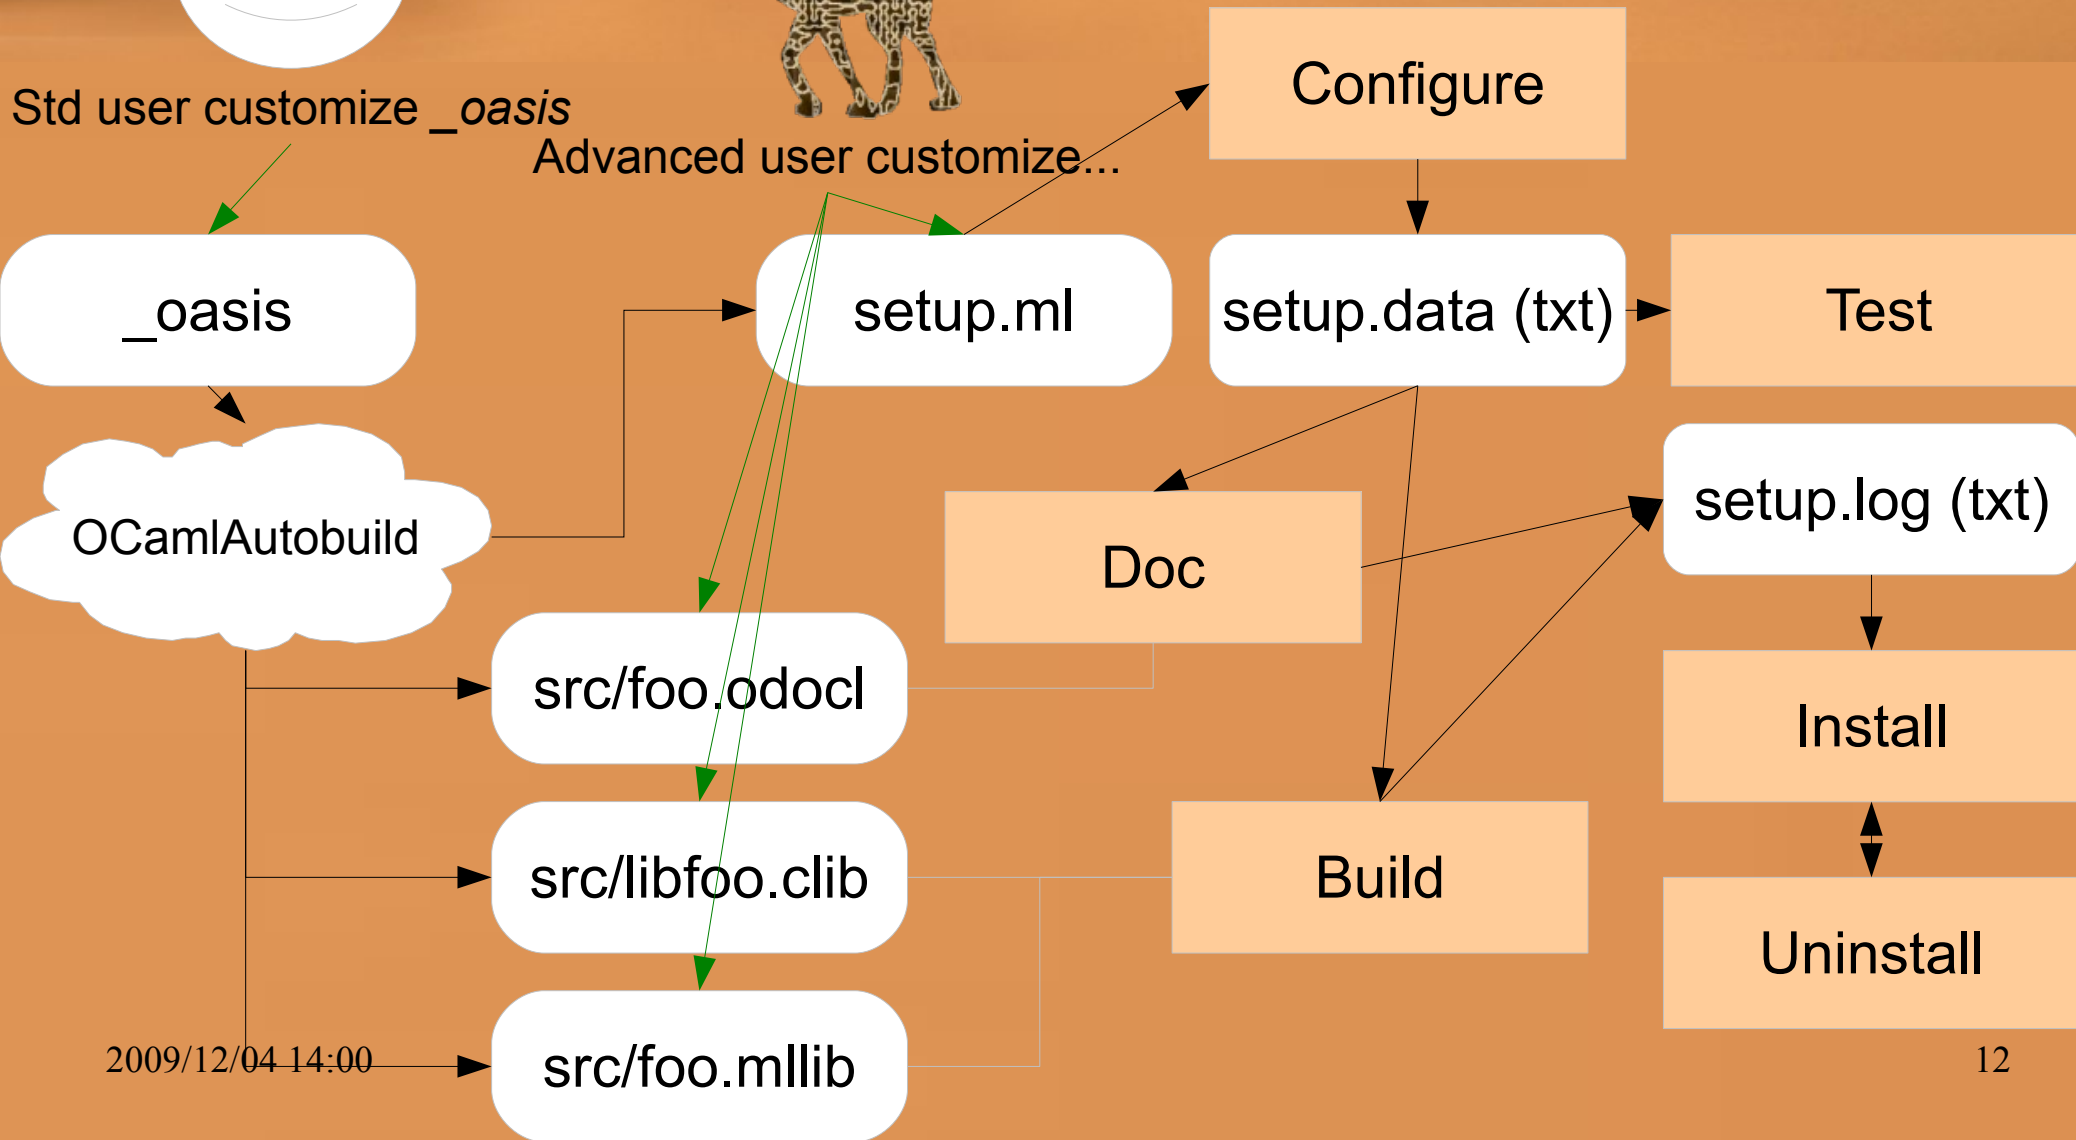 Configure
Std user customize _oasis
Advanced user customize...
_oasis
setup.ml
setup.data (txt)
Test
OCamlAutobuild
setup.log (txt)
Doc
src/foo.odocl
Install
src/libfoo.clib
Build
Uninstall
2009/12/04 14:00
src/foo.mllib
12